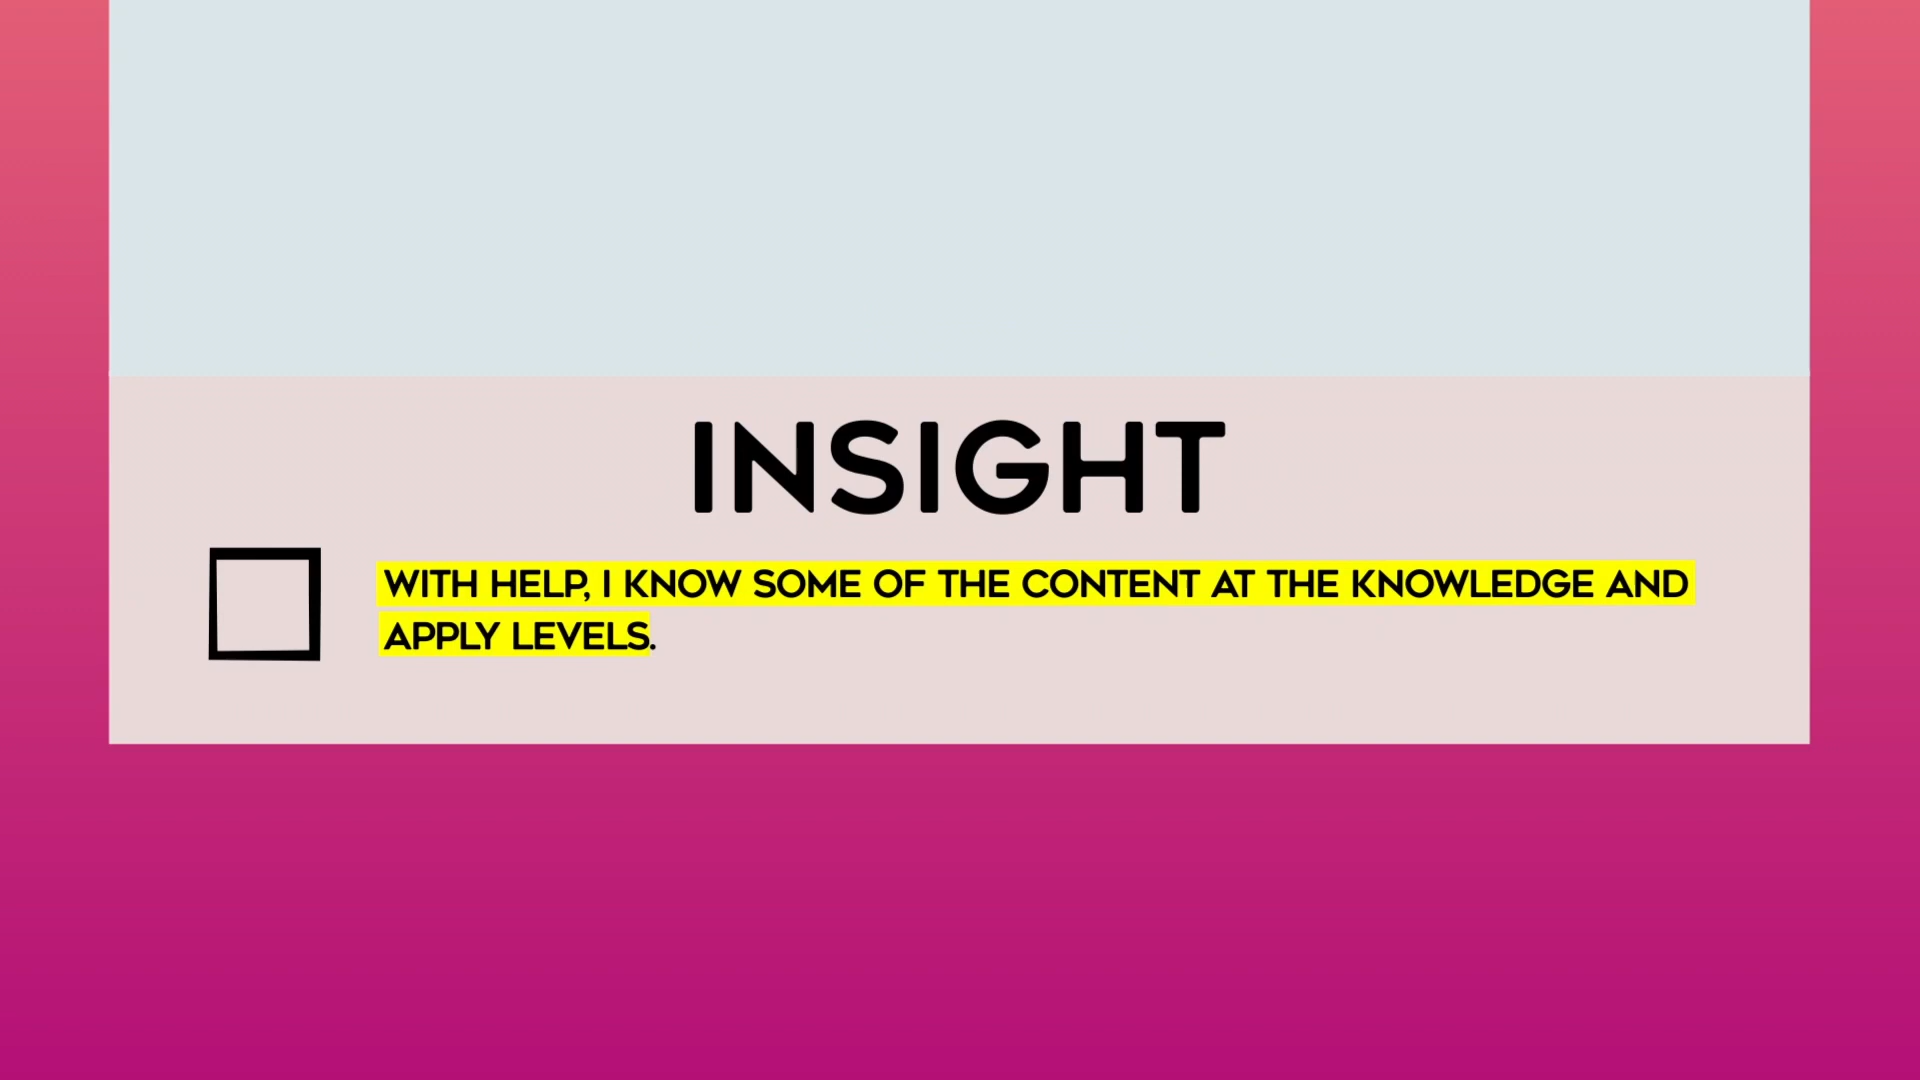 INSIGHT
WITH HELP, I KNOW SOME OF THE CONTENT AT THE KNOWLEDGE AND
APPLY LEVELS.